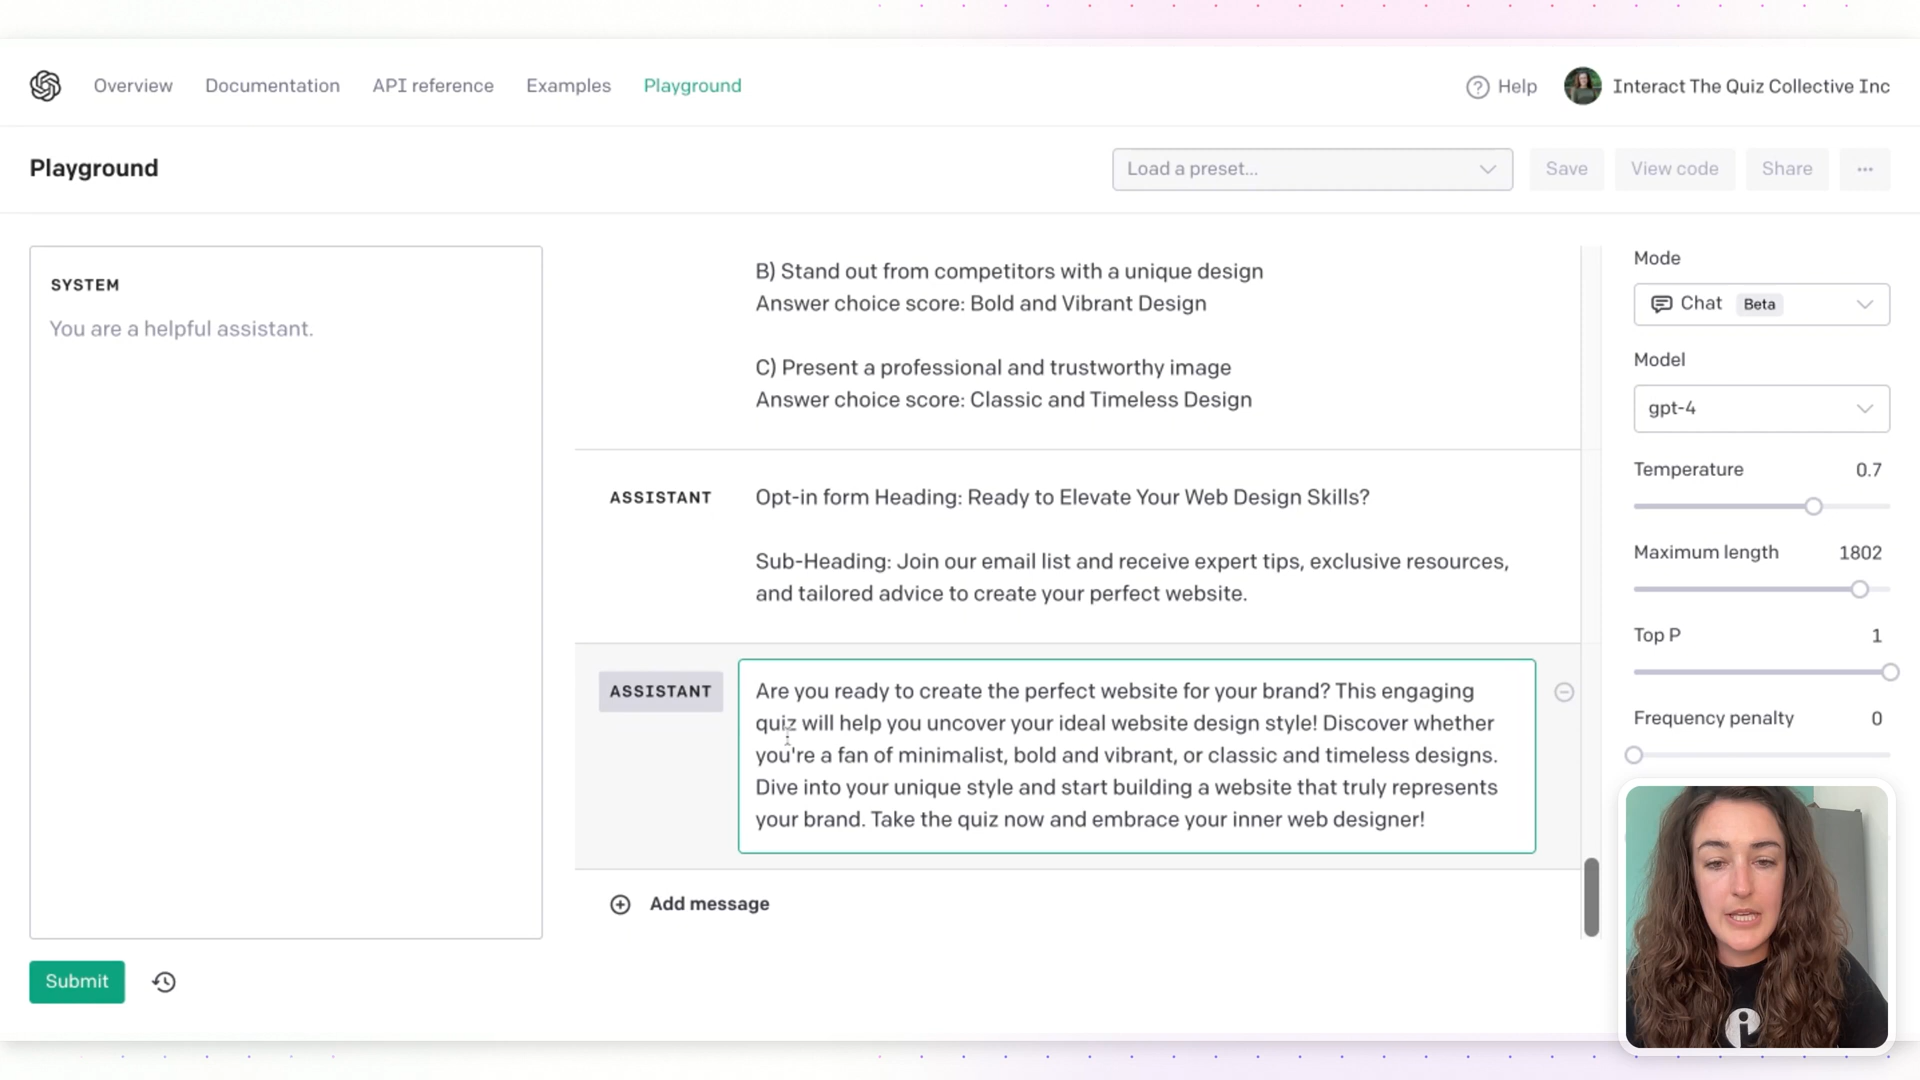 Overview Documentation API reference Examples Playground
Help Interact The Quiz Collective Inc
Playground
Load a preset...
Save View code Share ...
SYSTEM
You are a helpful assistant.
B) Stand out from competitors with a unique design
Answer choice score: Bold and Vibrant Design
C) Present a professional and trustworthy image
Answer choice score: Classic and Timeless Design
ASSISTANT
Opt-in form Heading: Ready to Elevate Your Web Design Skills?
Sub-Heading: Join our email list and receive expert tips, exclusive resources,
and tailored advice to create your perfect website.
ASSISTANT
Are you ready to create the perfect website for your brand? This engaging
quiz will help you uncover your ideal website design style! Discover whether
you're a fan of minimalist, bold and vibrant, or classic and timeless designs.
Dive into your unique style and start building a website that truly represents
your brand. Take the quiz now and embrace your inner web designer!
Add message
Submit
Mode
Chat Beta
Model
gpt-4
Temperature 0.7
Maximum length 1802
Top P 1
Frequency penalty 0
i